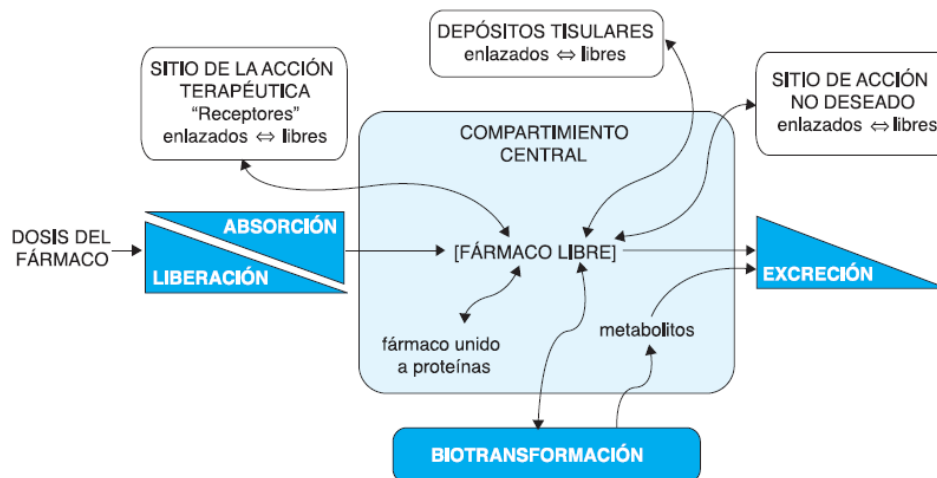 DEPÓSITOS TISULARES
enlazados ⇔ libres
SITIO DE LA ACCIÓN
TERAPÉUTICA
“Receptores”
enlazados ⇔ libres
SITIO DE ACCIÓN
NO DESEADO
enlazados ⇔ libres
COMPARTIMIENTO
CENTRAL
DOSIS DEL
FÁRMACO
ABSORCIÓN
LIBERACIÓN
[FÁRMACO LIBRE]
EXCRECIÓN
fármaco unido
a proteínas
metabolitos
BIOTRANSFORMACIÓN